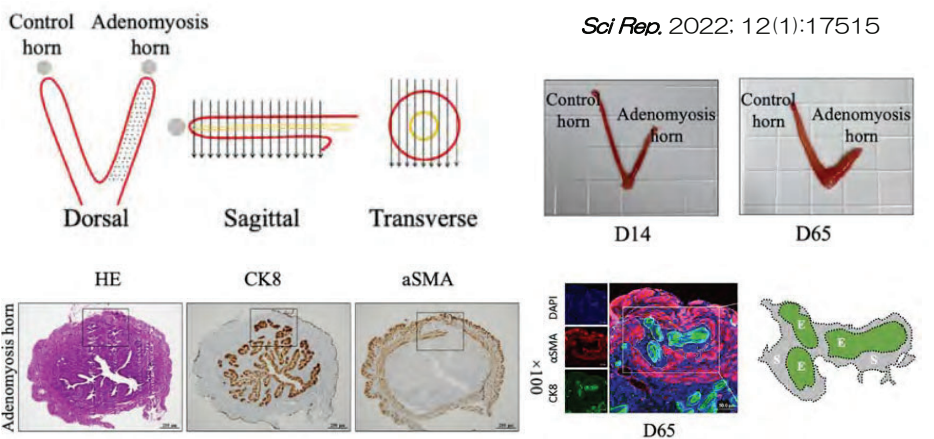 Sci Rep. 2022; 12(1):17515
Control
horn
Adenomyosis
horn
Dorsal
Sagittal
Transverse
Control
horn
Adenomyosis
horn
D14
Control
horn
Adenomyosis
horn
D65
HE
CK8
aSMA
Adenomyosis horn
×100
DAPI
αSMA
CK8
D65
E
E
E
S
S